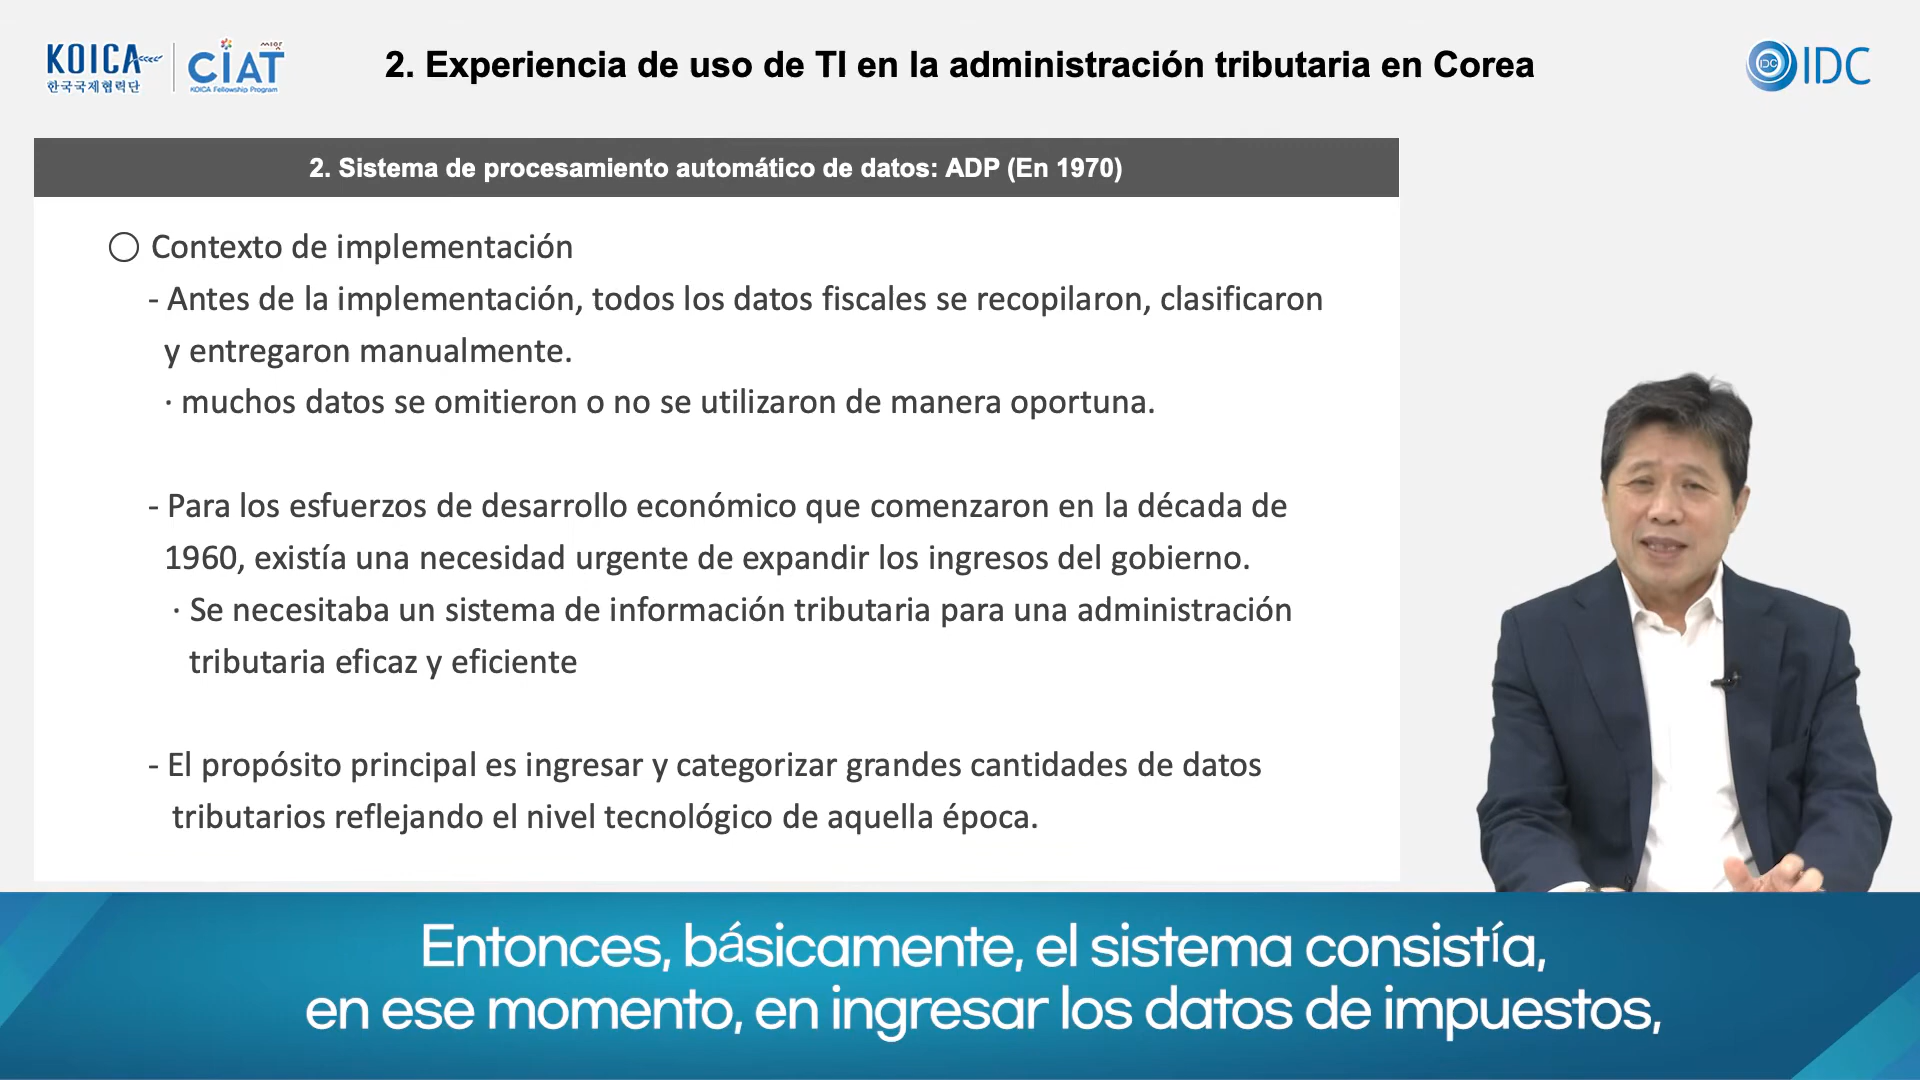 KOICA
한국국제협력단
CIAT
KOICA Fellowship Program
2. Experiencia de uso de TI en la administración tributaria en Corea
IDC
2. Sistema de procesamiento automático de datos: ADP (En 1970)
○ Contexto de implementación
- Antes de la implementación, todos los datos fiscales se recopilaron, clasificaron
y entregaron manualmente.
· muchos datos se omitieron o no se utilizaron de manera oportuna.
- Para los esfuerzos de desarrollo económico que comenzaron en la década de
1960, existía una necesidad urgente de expandir los ingresos del gobierno.
· Se necesitaba un sistema de información tributaria para una administración
tributaria eficaz y eficiente
- El propósito principal es ingresar y categorizar grandes cantidades de datos
tributarios reflejando el nivel tecnológico de aquella época.
Entonces, básicamente, el sistema consistía,
en ese momento, en ingresar los datos de impuestos,